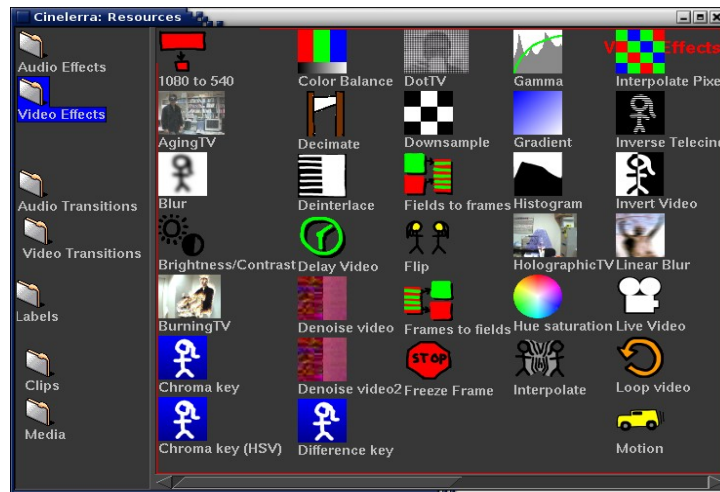 Cinelerra: Resources
Audio Effects
Video Effects
Audio Transitions
Video Transitions
Labels
Clips
Media
Effects
1080 to 540
Color Balance
DotTV
Gamma
Interpolate Pixe
AgingTV
Decimate
Downsample
Gradient
Inverse Telecin
Blur
Deinterlace
Fields to frames
Histogram
Invert Video
Brightness/Contrast
Delay Video
Flip
HolographicTV
Linear Blur
BurningTV
Denoise video
Frames to fields
Hue saturation
Live Video
Chroma key
Denoise video2
STOP
Freeze Frame
Interpolate
Loop video
Chroma key (HSV)
Difference key
Motion